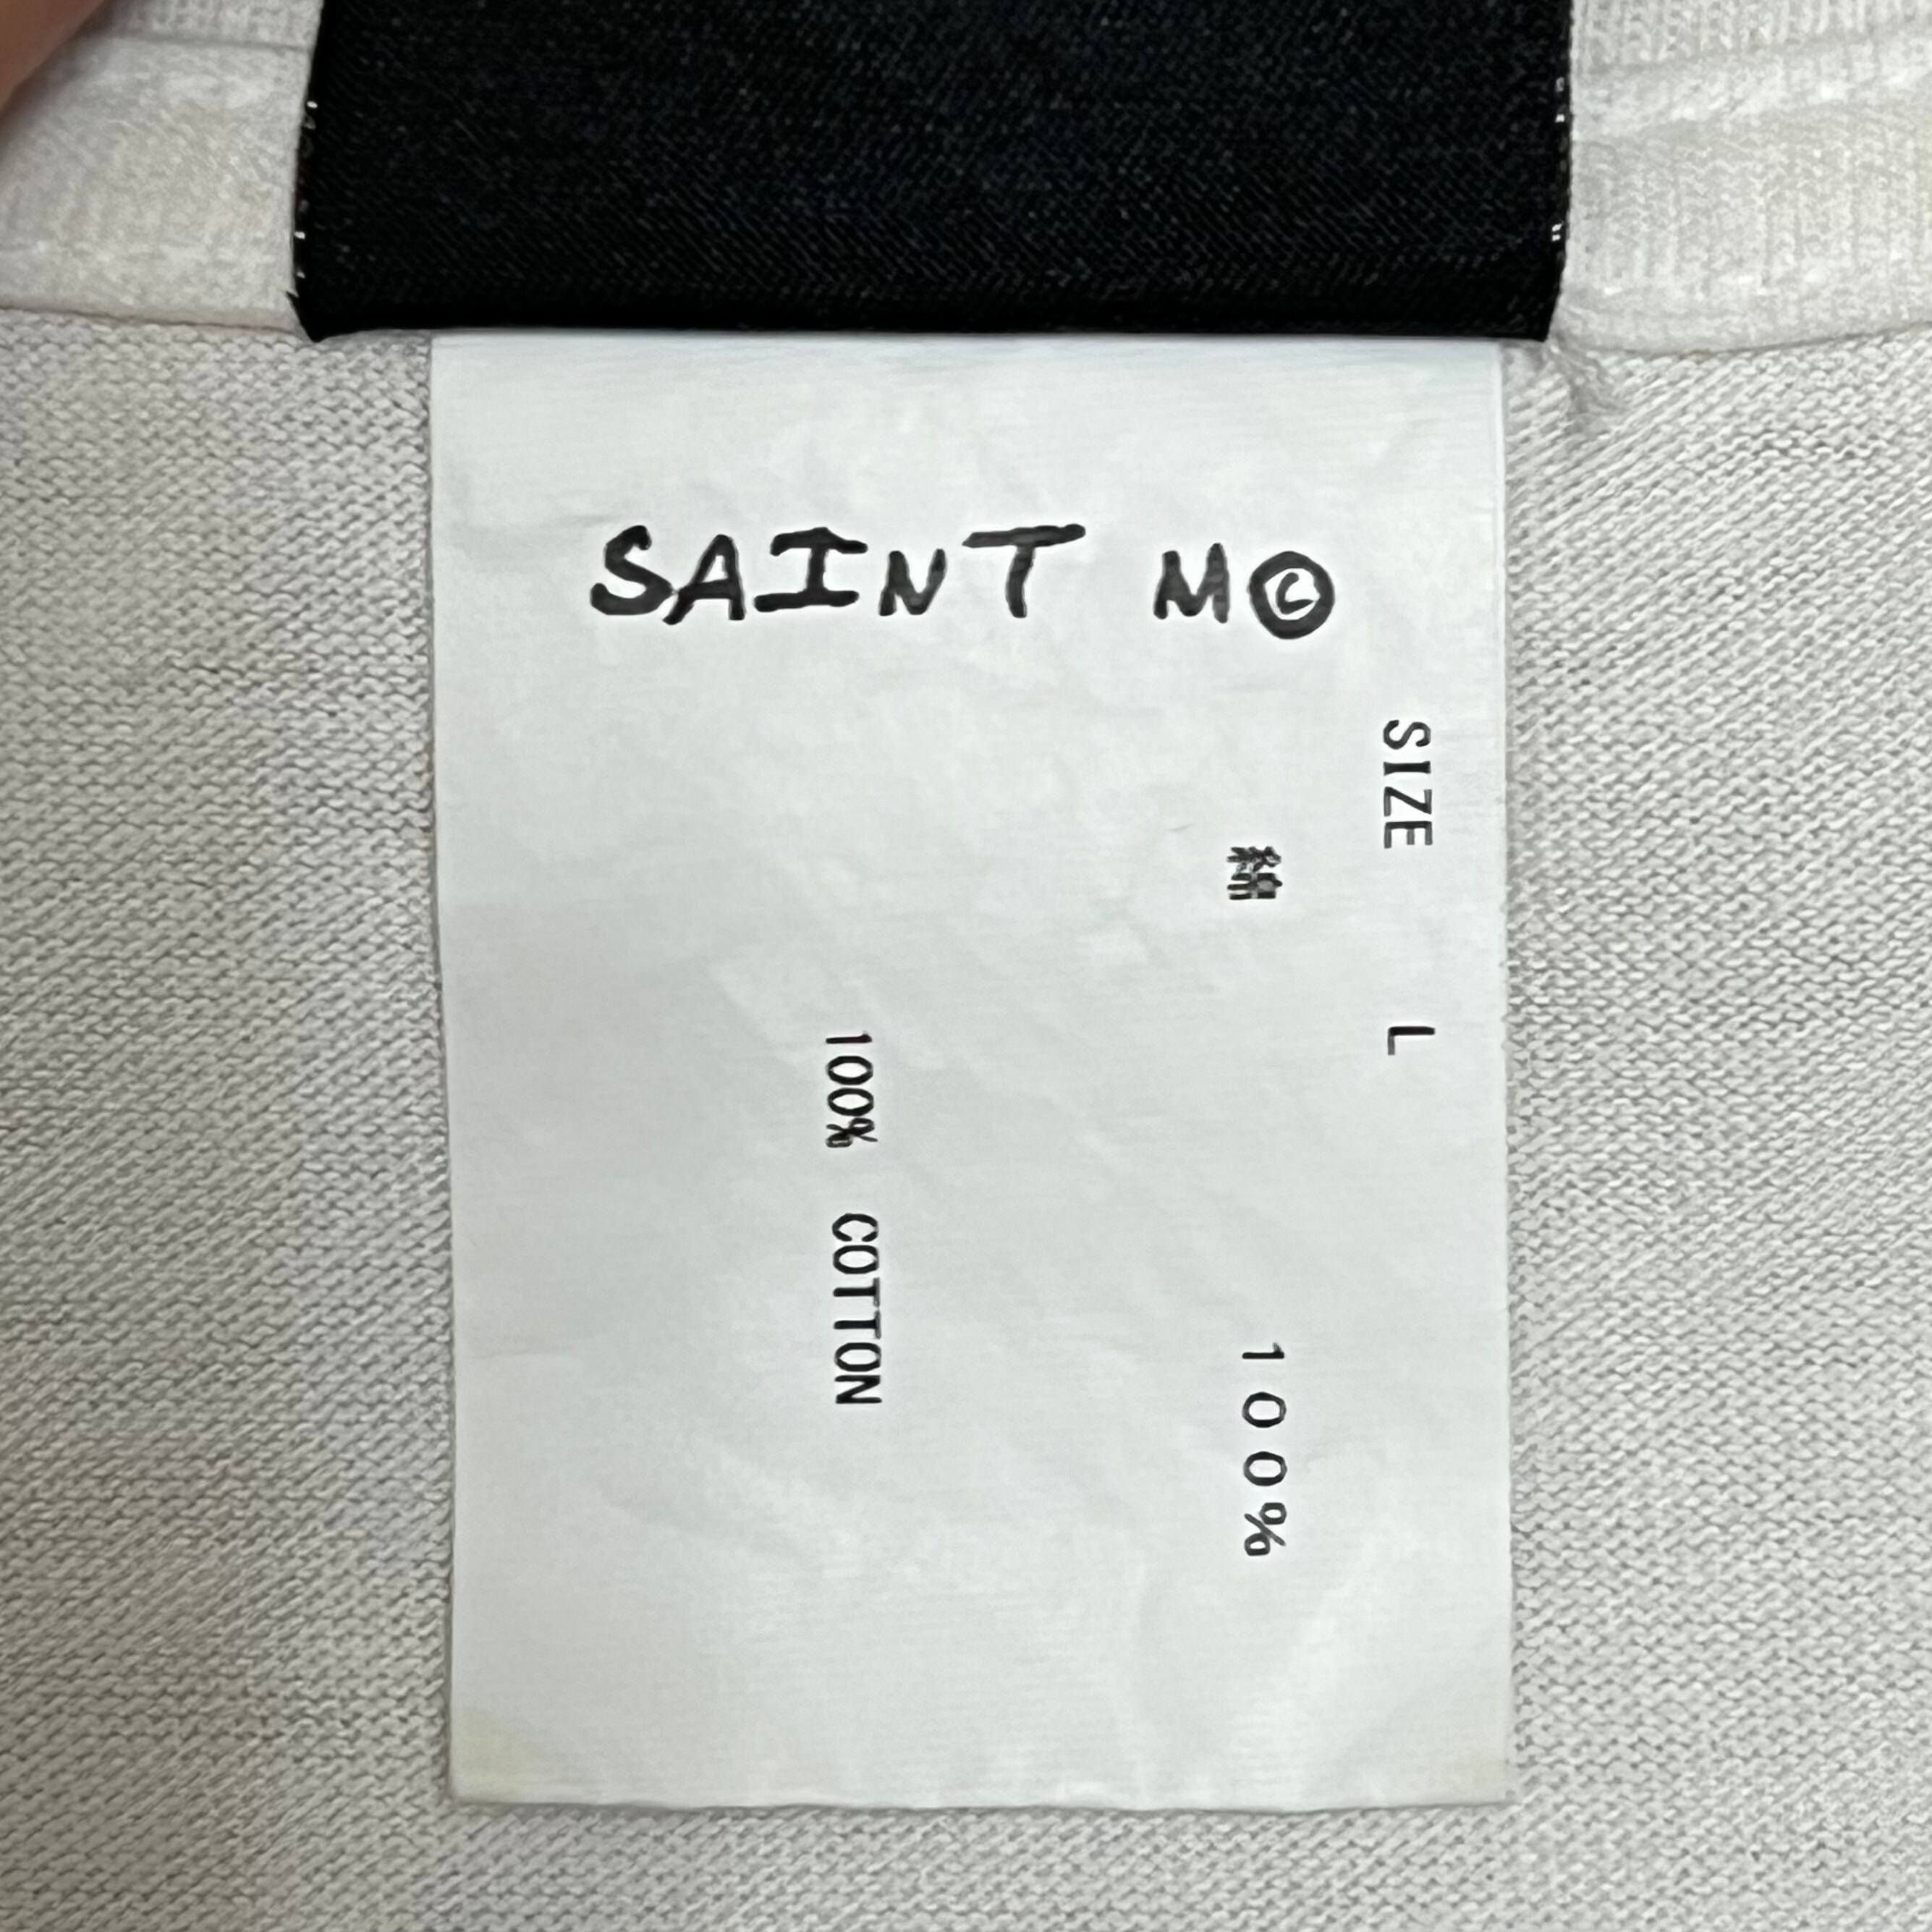 SAINT M©
SIZE L
綿 100%
100% COTTON